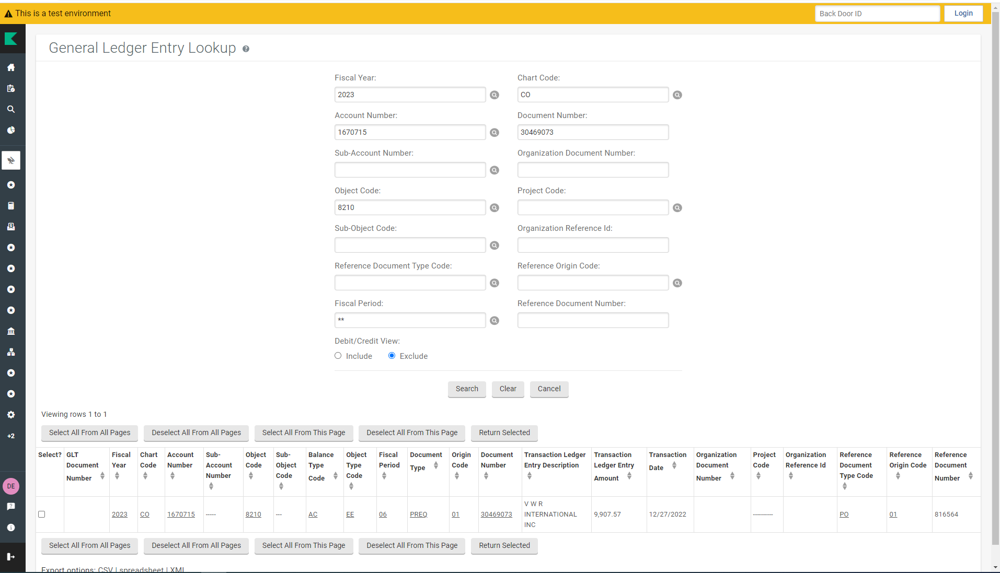 This is a test environment
Back Door ID
Login
General Ledger Entry Lookup
Fiscal Year:
Chart Code:
2023
CO
Account Number:
Document Number:
1670715
30469073
Sub-Account Number:
Organization Document Number:
Object Code:
Project Code:
8210
Sub-Object Code:
Organization Reference Id:
Reference Document Type Code:
Reference Origin Code:
Fiscal Period:
Reference Document Number:
**
Debit/Credit View:
Include Exclude
Search Clear Cancel
Viewing rows 1 to 1
Select All From All Pages Deselect All From All Pages Select All From This Page Deselect All From This Page Return Selected
Select?
GLT Document Number
Fiscal Year
Chart Code
Account Number
Sub-Account Number
Object Code
Sub-Object Code
Balance Type Code
Object Type Code
Fiscal Period
Document Type
Origin Code
Document Number
Transaction Ledger Entry Description
Transaction Ledger Entry Amount
Transaction Date
Organization Document Number
Project Code
Organization Reference Id
Reference Document Type Code
Reference Origin Code
Reference Document Number
2023 CO 1670715 ----- 8210 --- AC EE 06 PREQ 01 30469073 V W R INTERNATIONAL INC 9,907.57 12/27/2022 ---------- PO 01 816564
Select All From All Pages Deselect All From All Pages Select All From This Page Deselect All From This Page Return Selected
Export options: CSV | spreadsheet | XML
+2
DE